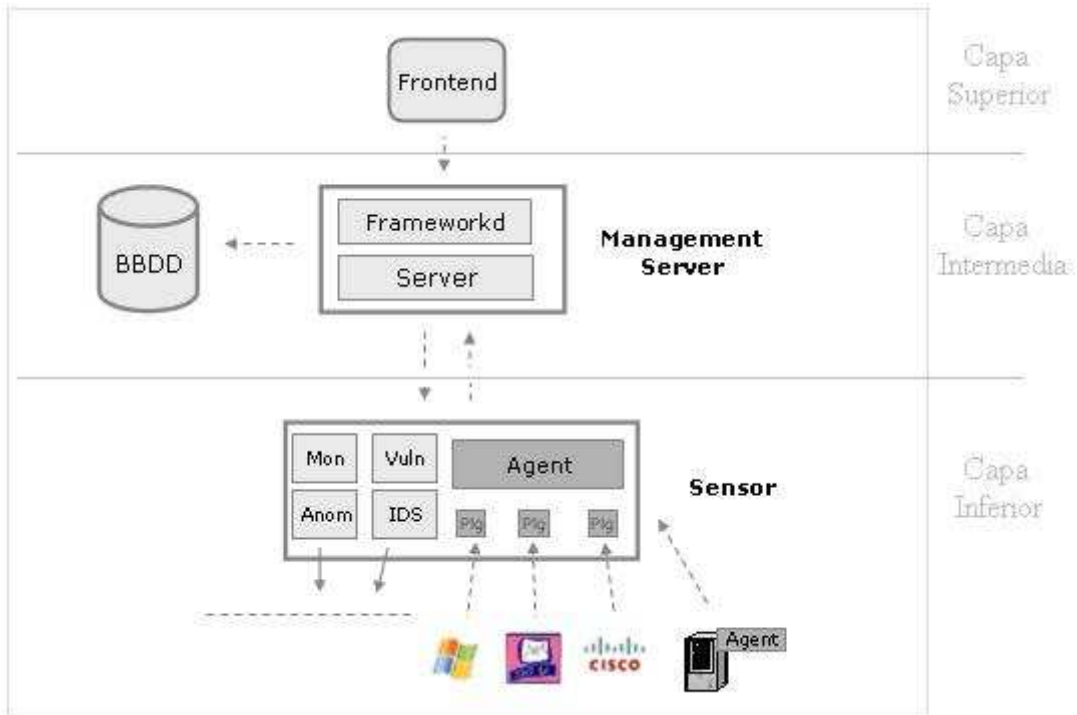 Frontend
Capa
Superior
BBDD
Frameworkd
Server
Management
Server
Capa
Intermedia
Mon
Vuln
Anom
IDS
Agent
Plg
Plg
Plg
Sensor
Capa
Inferior
CISCO
Agent